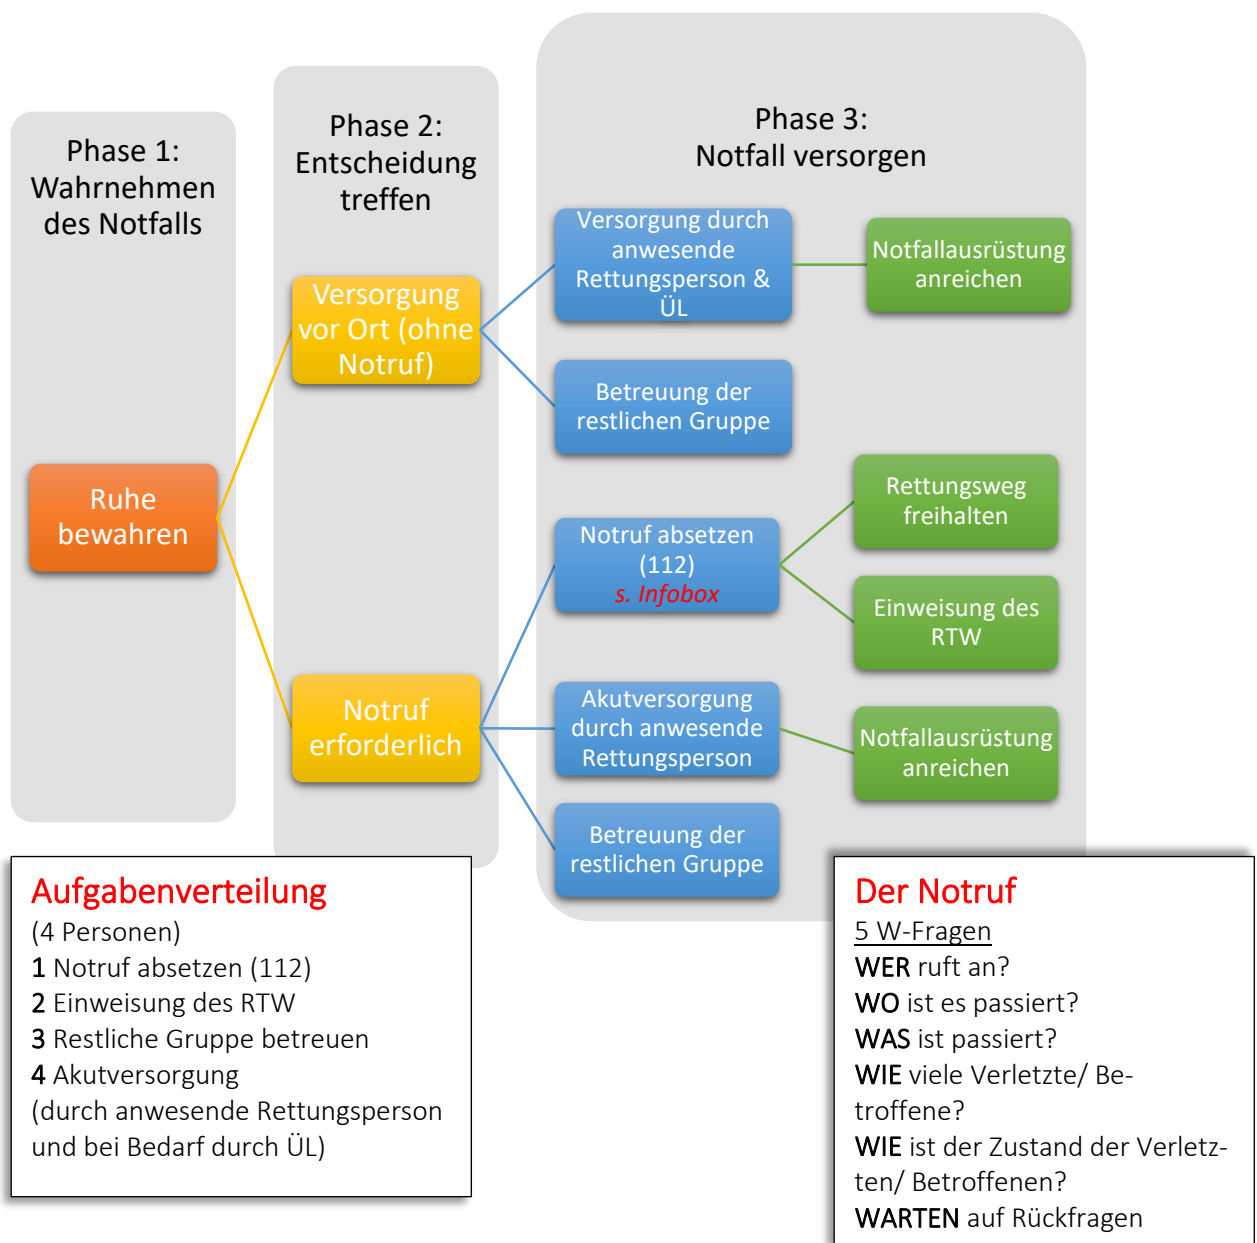 Phase 1:
Wahrnehmen
des Notfalls
Ruhe
bewahren
Phase 2:
Entscheidung
treffen
Versorgung
vor Ort (ohne
Notruf)
Notruf
erforderlich
Phase 3:
Notfall versorgen
Versorgung durch
anwesende
Rettungsperson &
ÜL
Notfallausrüstung
anreichen
Betreuung der
restlichen Gruppe
Notruf absetzen
(112)
s. Infobox
Rettungsweg
freihalten
Einweisung des
RTW
Akutversorgung
durch anwesende
Rettungsperson
Notfallausrüstung
anreichen
Betreuung der
restlichen Gruppe
Aufgabenverteilung
(4 Personen)
1 Notruf absetzen (112)
2 Einweisung des RTW
3 Restliche Gruppe betreuen
4 Akutversorgung
(durch anwesende Rettungsperson
und bei Bedarf durch ÜL)
Der Notruf
5 W-Fragen
WER ruft an?
WO ist es passiert?
WAS ist passiert?
WIE viele Verletzte/ Be-
troffene?
WIE ist der Zustand der Verletz-
ten/ Betroffenen?
WARTEN auf Rückfragen